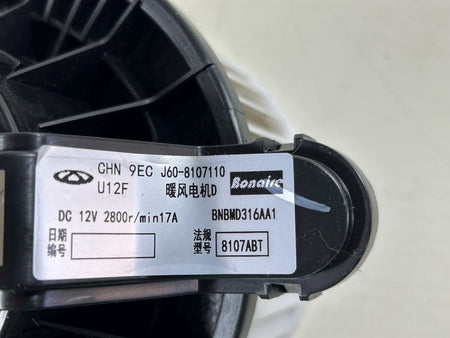 CHN 9EC J60-8107110
U12F 暖风电机D Bonaire
DC 12V 2800r/min17A BNBMD316AA1
日期 法规
编号 型号 8107ABT